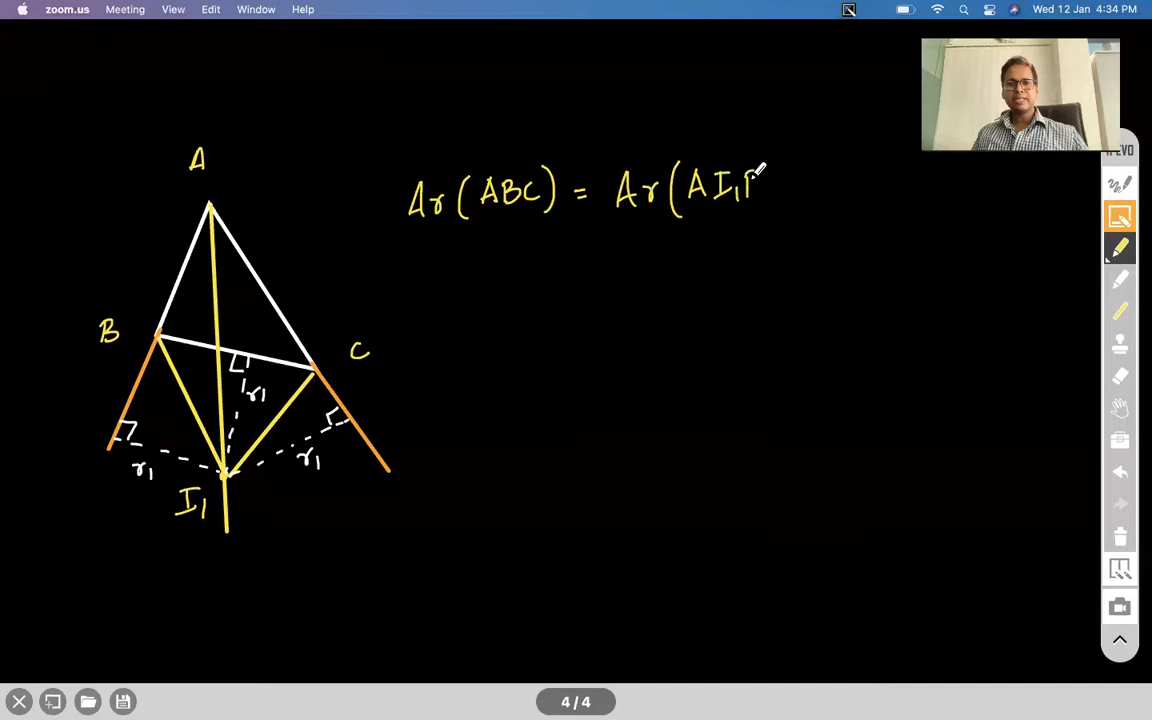 zoom.us Meeting View Edit Window Help Wed 12 Jan 4:34 PM
A
Ar(ABC) = Ar(AI₁
B
C
r₁
r₁
r₁
I₁
4 / 4